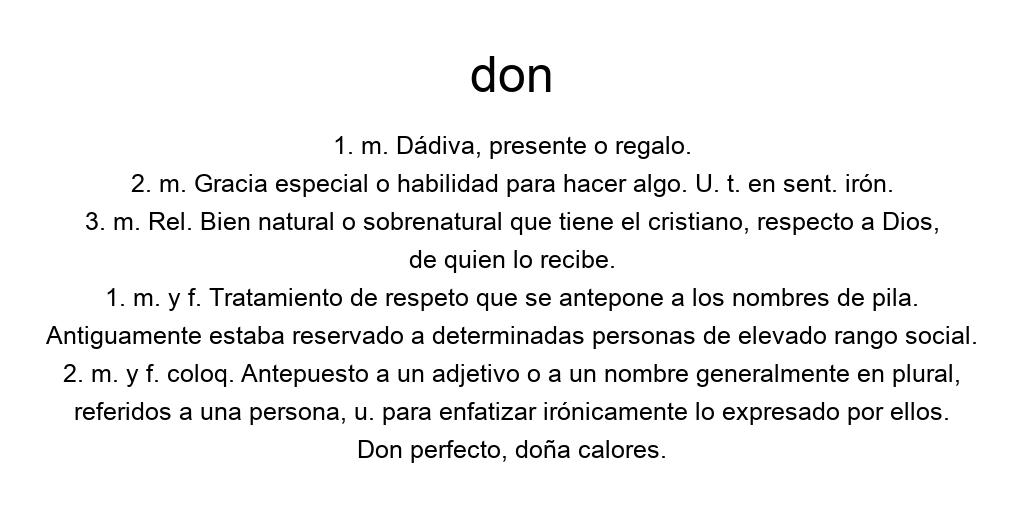 don
1. m. Dádiva, presente o regalo.
2. m. Gracia especial o habilidad para hacer algo. U. t. en sent. irón.
3. m. Rel. Bien natural o sobrenatural que tiene el cristiano, respecto a Dios,
de quien lo recibe.
1. m. y f. Tratamiento de respeto que se antepone a los nombres de pila.
Antiguamente estaba reservado a determinadas personas de elevado rango social.
2. m. y f. coloq. Antepuesto a un adjetivo o a un nombre generalmente en plural,
referidos a una persona, u. para enfatizar irónicamente lo expresado por ellos.
Don perfecto, doña calores.